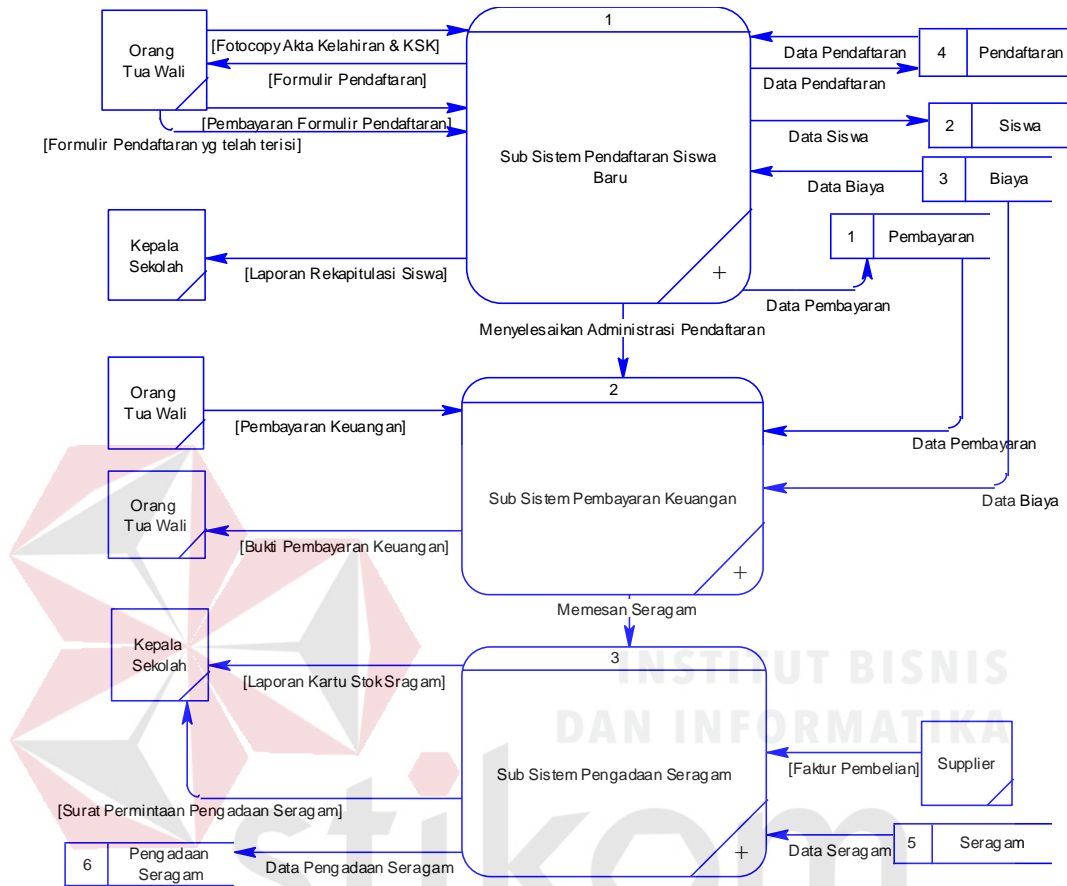 1
Orang
Tua Wali
[Fotocopy Akta Kelahiran & KSK]
Data Pendaftaran
4
Pendaftaran
[Formulir Pendaftaran]
Data Pendaftaran
[Pembayaran Formulir Pendaftaran]
[Formulir Pendaftaran yg telah terisi]
Data Siswa
2
Siswa
Sub Sistem Pendaftaran Siswa
Baru
Data Biaya
3
Biaya
1
Pembayaran
Kepala
Sekolah
[Laporan Rekapitulasi Siswa]
+
Data Pembayaran
Menyelesaikan Administrasi Pendaftaran
2
Orang
Tua Wali
[Pembayaran Keuangan]
Data Pembayaran
Orang
Tua Wali
[Bukti Pembayaran Keuangan]
Sub Sistem Pembayaran Keuangan
Data Biaya
+
Memesan Seragam
3
Kepala
Sekolah
[Laporan Kartu Stok Sragam]
INSTITUT BISNIS
DAN INFORMATIKA
Sub Sistem Pengadaan Seragam
[Faktur Pembelian]
Supplier
[Surat Permintaan Pengadaan Seragam]
stikom
6
Pengadaan
Seragam
Data Pengadaan Seragam
+
Data Seragam
5
Seragam